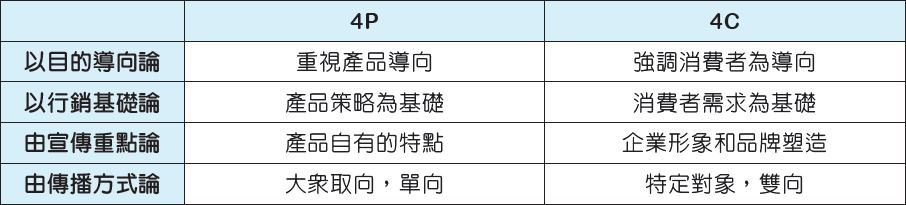 4P 4C
以目的導向論 重視產品導向 強調消費者為導向
以行銷基礎論 產品策略為基礎 消費者需求為基礎
由宣傳重點論 產品自有的特點 企業形象和品牌塑造
由傳播方式論 大眾取向，單向 特定對象，雙向